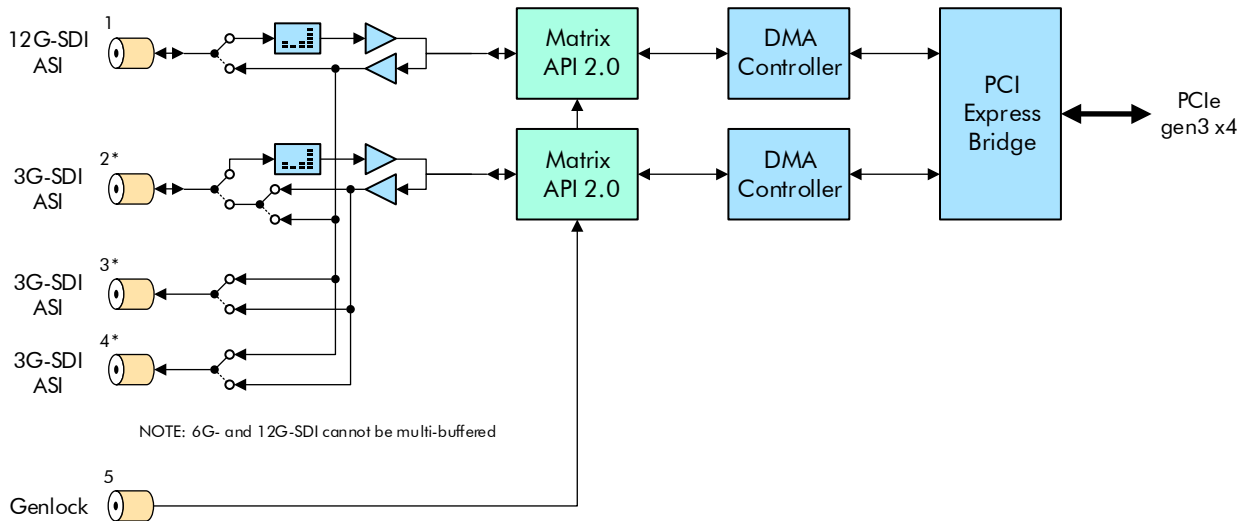 1
12G-SDI
ASI
Matrix
API 2.0
DMA
Controller
PCI
Express
Bridge
PCIe
gen3 x4
2*
3G-SDI
ASI
Matrix
API 2.0
DMA
Controller
3*
3G-SDI
ASI
4*
3G-SDI
ASI
NOTE: 6G- and 12G-SDI cannot be multi-buffered
5
Genlock